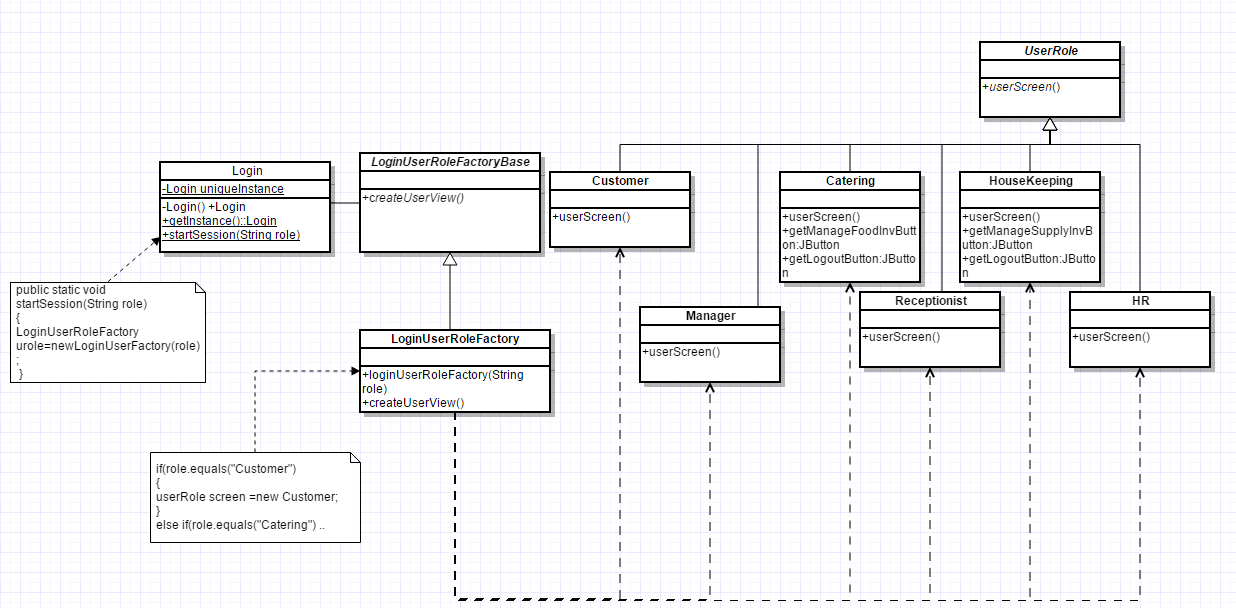 UserRole
+userScreen()
Login
-Login uniqueInstance
-Login() +Login
+getInstance()::Login
+startSession(String role)
LoginUserRoleFactoryBase
+createUserView()
Customer
+userScreen()
Catering
+userScreen()
+getManageFoodInvButt
on:JButton
+getLogoutButton:JButto
n
HouseKeeping
+userScreen()
+getManageSupplyInvB
utton:JButton
+getLogoutButton:JButto
n
public static void
startSession(String role)
{
LoginUserRoleFactory
urole=newLoginUserFactory(role)
;
}
LoginUserRoleFactory
+loginUserRoleFactory(String
role)
+createUserView()
Manager
+userScreen()
Receptionist
+userScreen()
HR
+userScreen()
if(role.equals("Customer")
{
userRole screen =new Customer;
}
else if(role.equals("Catering") ..